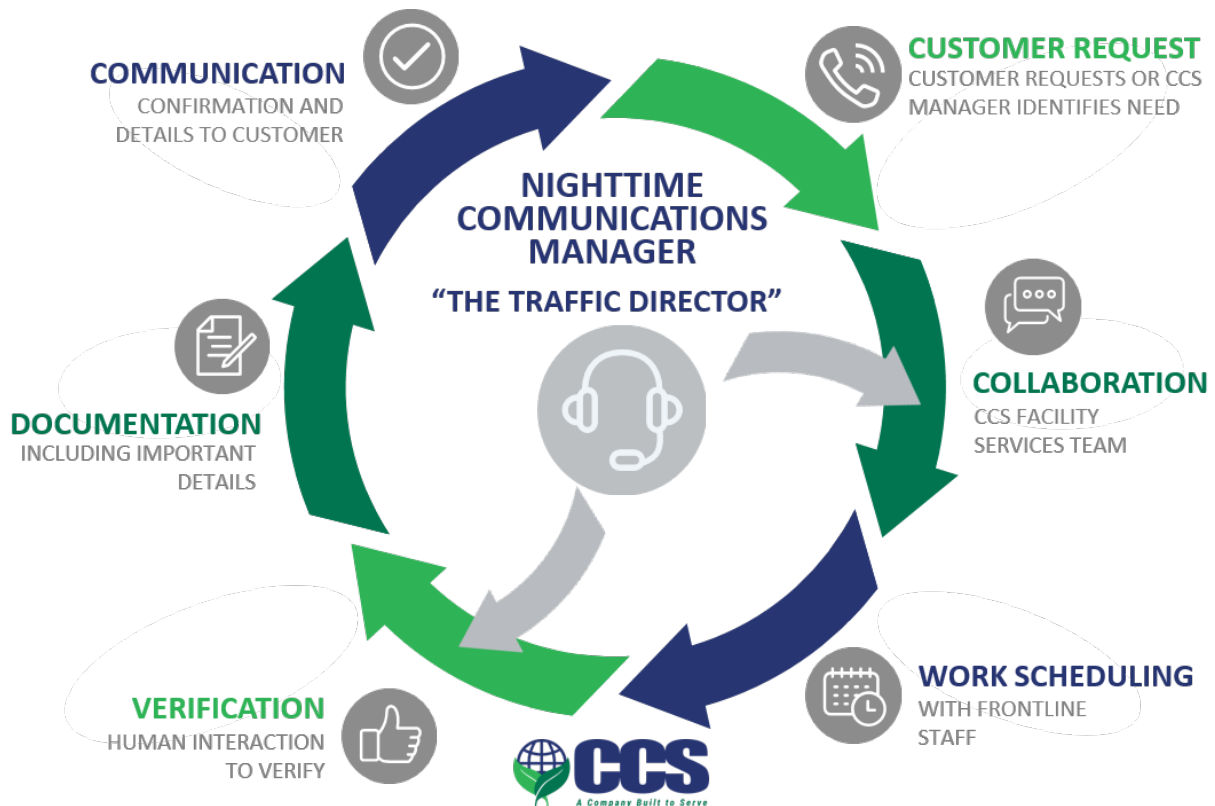 COMMUNICATION
CONFIRMATION AND
DETAILS TO CUSTOMER
CUSTOMER REQUEST
CUSTOMER REQUESTS OR CCS
MANAGER IDENTIFIES NEED
NIGHTTIME
COMMUNICATIONS
MANAGER
“THE TRAFFIC DIRECTOR”
COLLABORATION
CCS FACILITY
SERVICES TEAM
DOCUMENTATION
INCLUDING IMPORTANT
DETAILS
WORK SCHEDULING
WITH FRONTLINE
STAFF
VERIFICATION
HUMAN INTERACTION
TO VERIFY
CCS
A Company Built to Serve